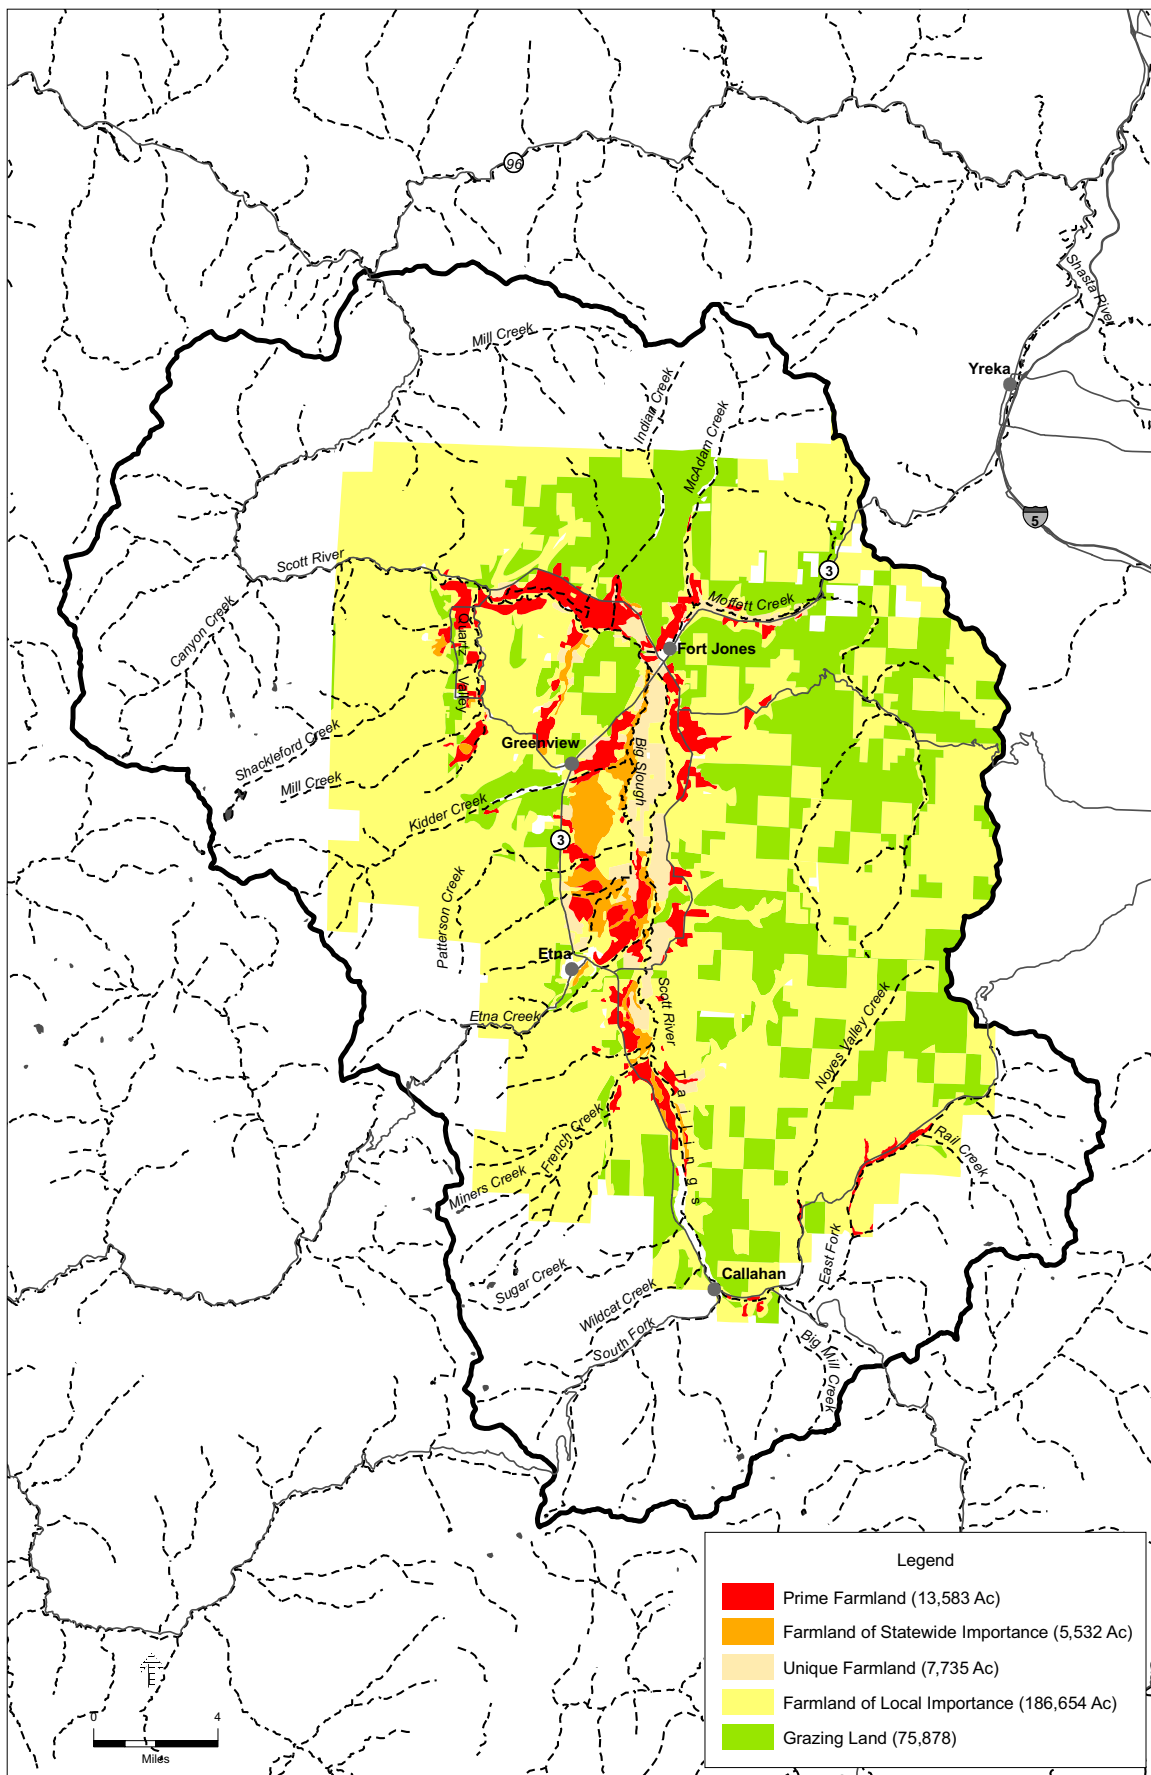 96
Shasta River
Mill Creek
Yreka
Indian Creek
McAdam Creek
5
Scott River
3
Canyon Creek
Moffett Creek
Quartz Valley
Fort Jones
Shackleford Creek
Greenview
Big Slough
Mill Creek
Kidder Creek
3
Patterson Creek
Etna
Scott River
Etna Creek
Noyes Valley Creek
Tailings
French Creek
Rail Creek
Miners Creek
East Fork
Sugar Creek
Callahan
Wildcat Creek
South Fork
Big Mill Creek
Legend
Prime Farmland (13,583 Ac)
Farmland of Statewide Importance (5,532 Ac)
Unique Farmland (7,735 Ac)
Farmland of Local Importance (186,654 Ac)
Grazing Land (75,878)
0 4
Miles